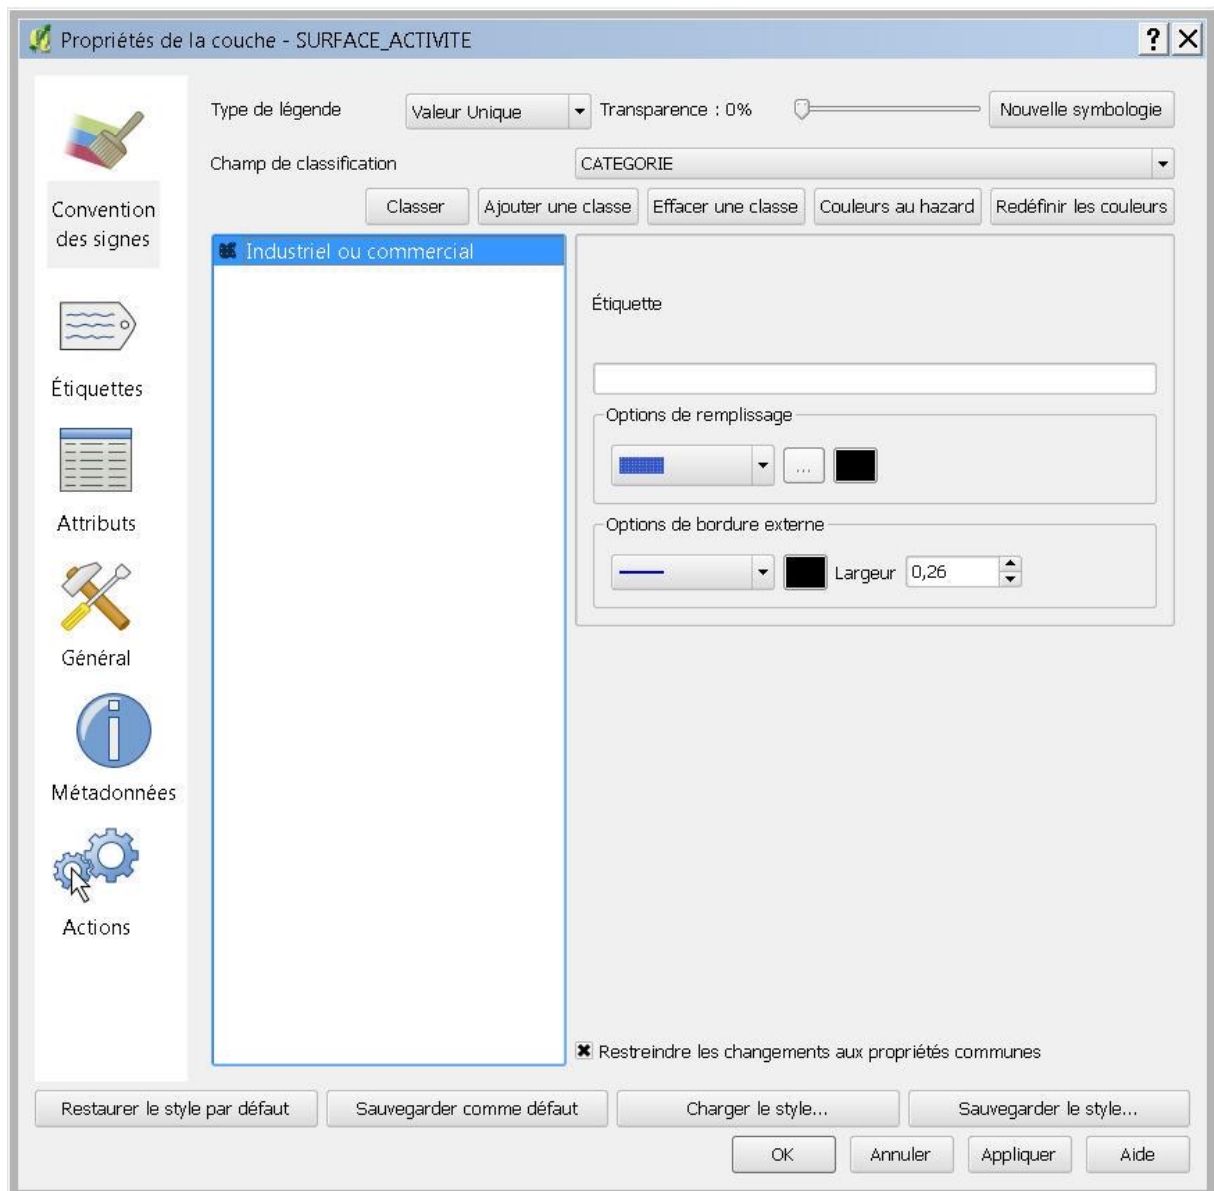 Propriétés de la couche - SURFACE_ACTIVITE
Type de légende
Valeur Unique
Transparence : 0%
Nouvelle symbologie
Champ de classification
CATEGORIE
Classer
Ajouter une classe
Effacer une classe
Couleurs au hazard
Redéfinir les couleurs
Convention
des signes
Étiquettes
Attributs
Général
Métadonnées
Actions
Industriel ou commercial
Étiquette
Options de remplissage
...
Options de bordure externe
Largeur
0,26
Restreindre les changements aux propriétés communes
Restaurer le style par défaut
Sauvegarder comme défaut
Charger le style...
Sauvegarder le style...
OK
Annuler
Appliquer
Aide